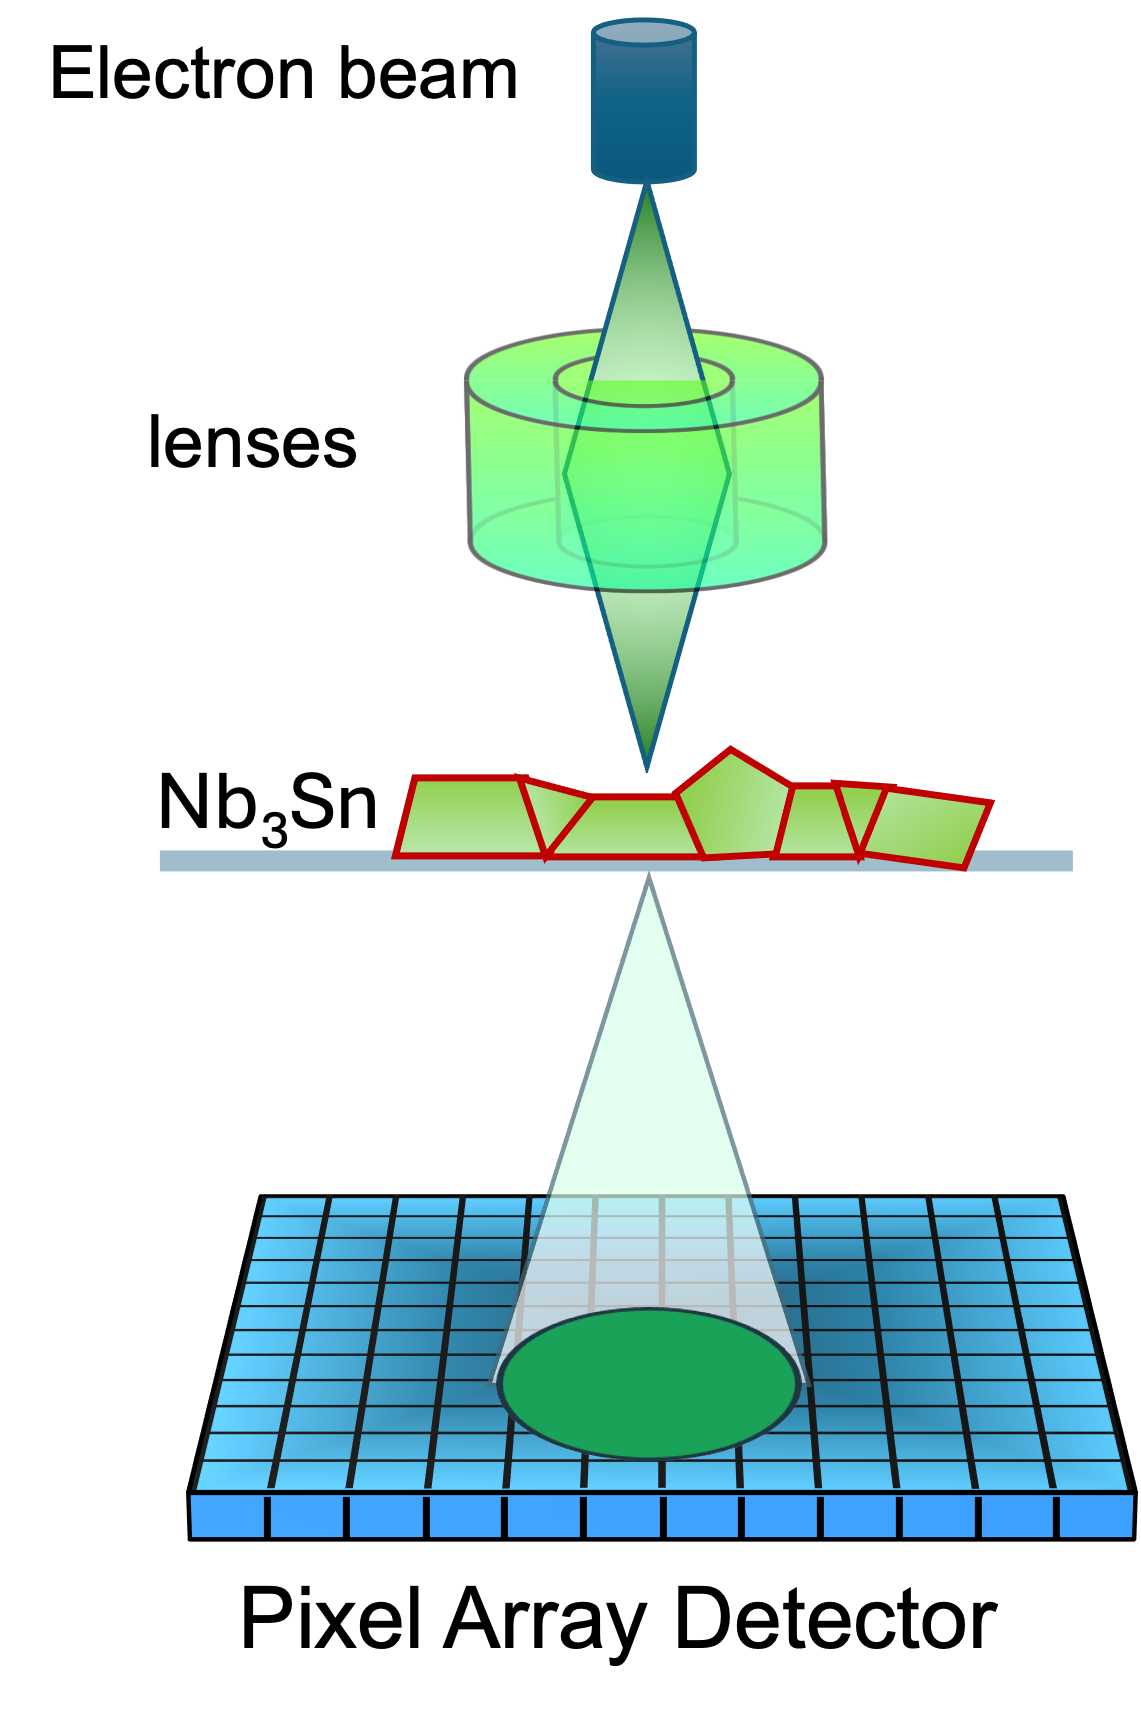 Electron beam
lenses
Nb₃Sn
Pixel Array Detector